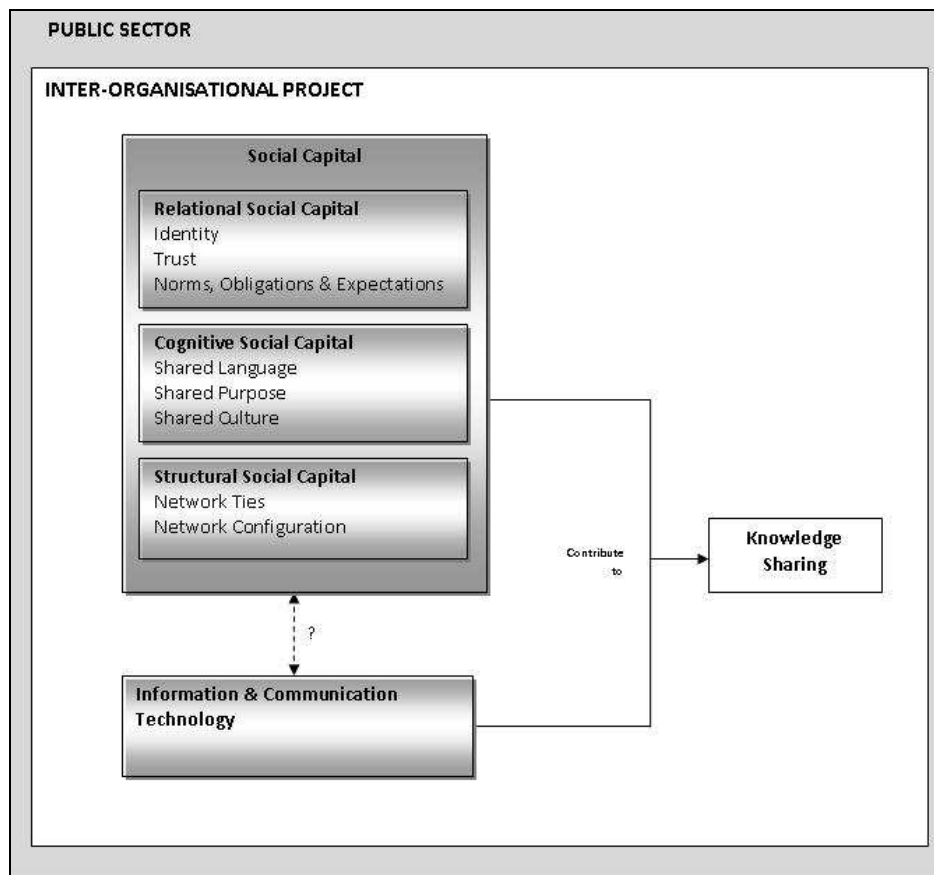 PUBLIC SECTOR
INTER-ORGANISATIONAL PROJECT
Social Capital
Relational Social Capital
Identity
Trust
Norms, Obligations & Expectations
Cognitive Social Capital
Shared Language
Shared Purpose
Shared Culture
Structural Social Capital
Network Ties
Network Configuration
Contribute
to
Knowledge
Sharing
?
Information & Communication
Technology